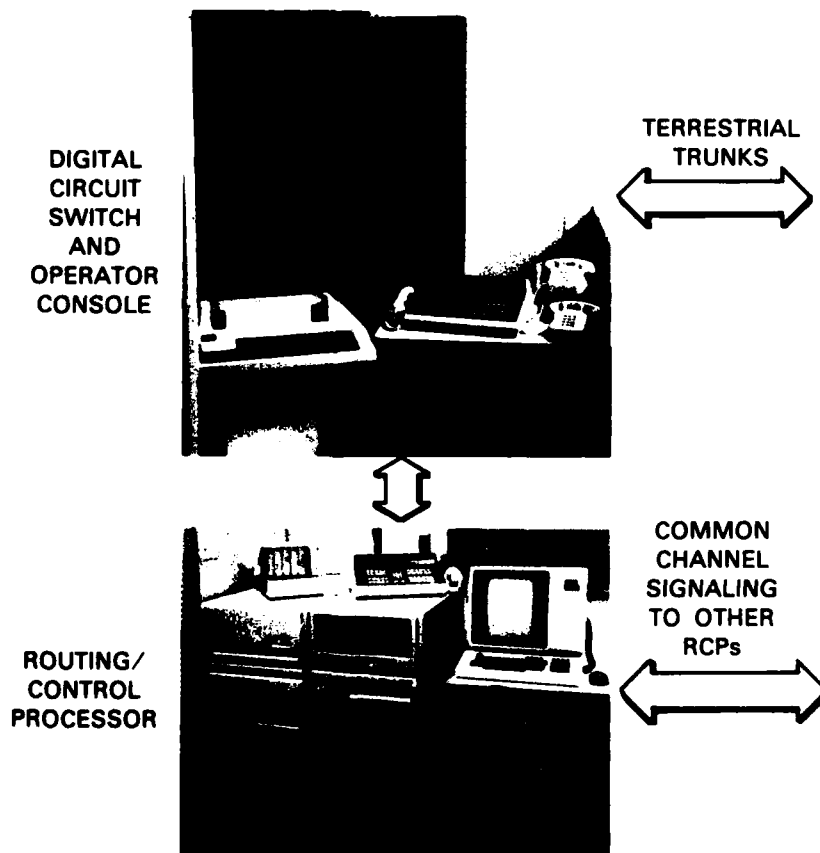 DIGITAL
CIRCUIT
SWITCH
AND
OPERATOR
CONSOLE
TERRESTRIAL
TRUNKS
ROUTING/
CONTROL
PROCESSOR
COMMON
CHANNEL
SIGNALING
TO OTHER
RCPs